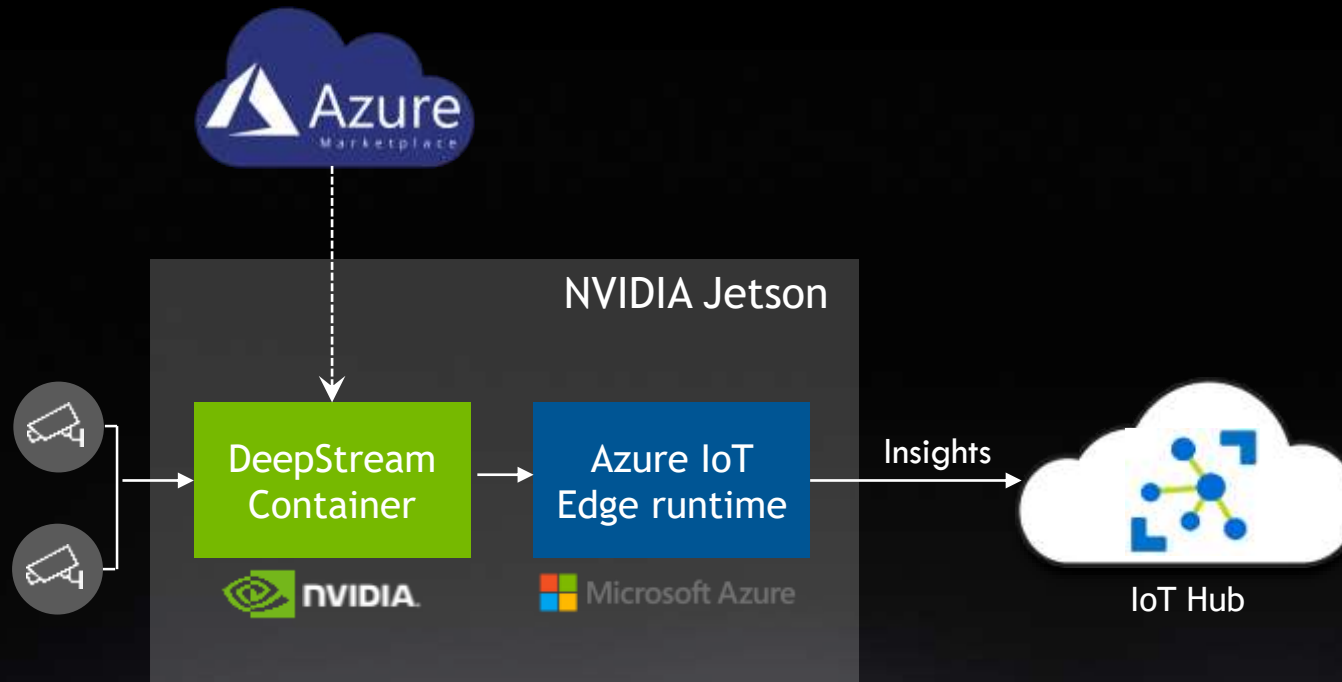 Azure
Marketplace
NVIDIA Jetson
DeepStream
Container
Azure IoT
Edge runtime
Insights
NVIDIA.
Microsoft Azure
IoT Hub